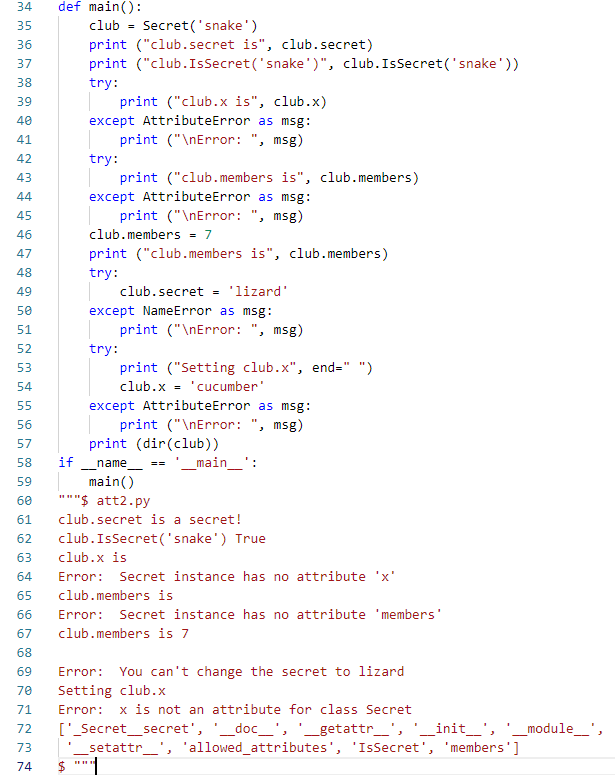 34 def main():
35     club = Secret('snake')
36     print ("club.secret is", club.secret)
37     print ("club.IsSecret('snake')", club.IsSecret('snake'))
38     try:
39         print ("club.x is", club.x)
40     except AttributeError as msg:
41         print ("\nError: ", msg)
42     try:
43         print ("club.members is", club.members)
44     except AttributeError as msg:
45         print ("\nError: ", msg)
46     club.members = 7
47     print ("club.members is", club.members)
48     try:
49         club.secret = 'lizard'
50     except NameError as msg:
51         print ("\nError: ", msg)
52     try:
53         print ("Setting club.x", end=" ")
54         club.x = 'cucumber'
55     except AttributeError as msg:
56         print ("\nError: ", msg)
57     print (dir(club))
58 if __name__ == '__main__':
59     main()
60 """$ att2.py
61 club.secret is a secret!
62 club.IsSecret('snake') True
63 club.x is
64 Error:  Secret instance has no attribute 'x'
65 club.members is
66 Error:  Secret instance has no attribute 'members'
67 club.members is 7
68
69 Error:  You can't change the secret to lizard
70 Setting club.x
71 Error:  x is not an attribute for class Secret
72 ['_Secret__secret', '__doc__', '__getattr__', '__init__', '__module__',
73  '__setattr__', 'allowed_attributes', 'IsSecret', 'members']
74 $ """